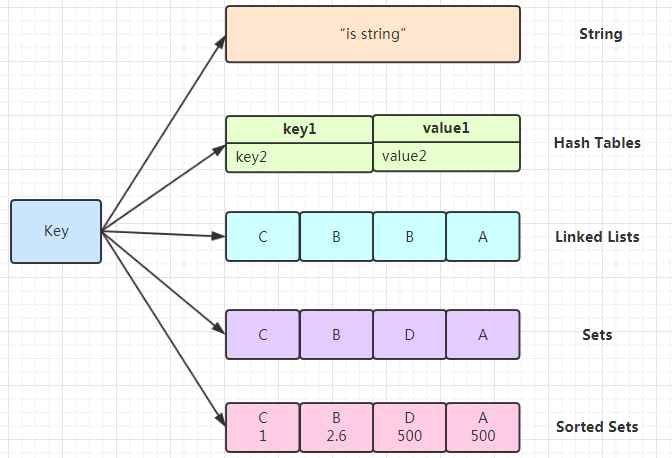 “is string”
String
key1
value1
key2
value2
Hash Tables
Key
C
B
B
A
Linked Lists
C
B
D
A
Sets
C
1
B
2.6
D
500
A
500
Sorted Sets